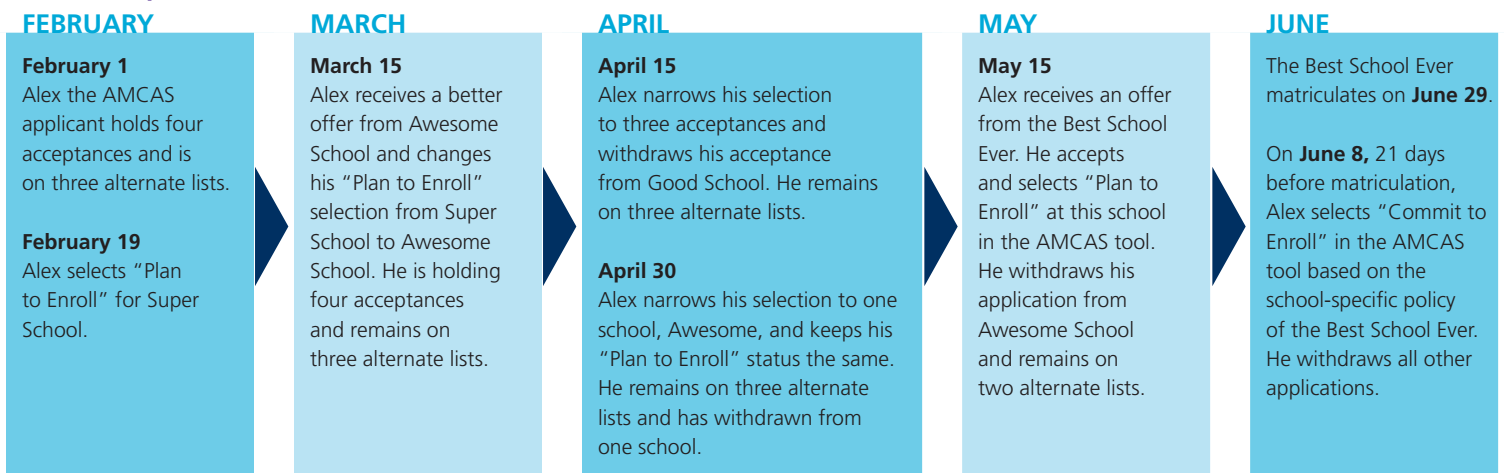 FEBRUARY
February 1
Alex the AMCAS
applicant holds four
acceptances and is
on three alternate lists.
February 19
Alex selects “Plan
to Enroll” for Super
School.
MARCH
March 15
Alex receives a better
offer from Awesome
School and changes
his “Plan to Enroll”
selection from Super
School to Awesome
School. He is holding
four acceptances
and remains on
three alternate lists.
APRIL
April 15
Alex narrows his selection
to three acceptances and
withdraws his acceptance
from Good School. He remains
on three alternate lists.
April 30
Alex narrows his selection to one
school, Awesome, and keeps his
“Plan to Enroll” status the same.
He remains on three alternate
lists and has withdrawn from
one school.
MAY
May 15
Alex receives an offer
from the Best School
Ever. He accepts
and selects “Plan to
Enroll” at this school
in the AMCAS tool.
He withdraws his
application from
Awesome School
and remains on
two alternate lists.
JUNE
The Best School Ever
matriculates on June 29.
On June 8, 21 days
before matriculation,
Alex selects “Commit to
Enroll” in the AMCAS
tool based on the
school-specific policy
of the Best School Ever.
He withdraws all other
applications.